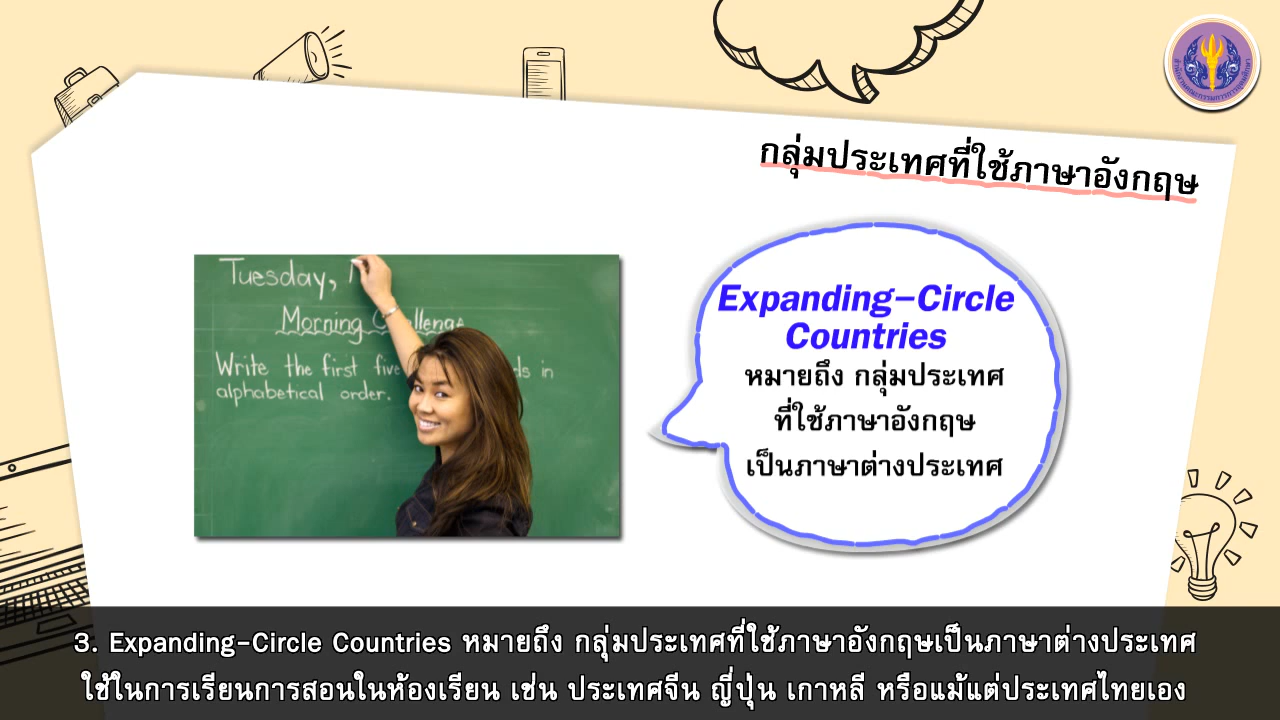 กลุ่มประเทศที่ใช้ภาษาอังกฤษ
Tuesday,
Morning
Write the first five
in
alphabetical order.
Expanding-Circle
Countries
หมายถึง กลุ่มประเทศ
ที่ใช้ภาษาอังกฤษ
เป็นภาษาต่างประเทศ
3. Expanding-Circle Countries หมายถึง กลุ่มประเทศที่ใช้ภาษาอังกฤษเป็นภาษาต่างประเทศ
ใช้ในการเรียนการสอนในห้องเรียน เช่น ประเทศจีน ญี่ปุ่น เกาหลี หรือแม้แต่ประเทศไทยเอง